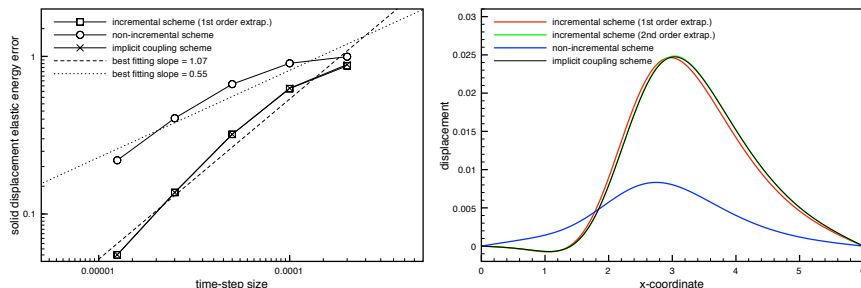 incremental scheme (1st order extrap.)
non-incremental scheme
implicit coupling scheme
best fitting slope = 1.07
best fitting slope = 0.55
1
0.1
solid displacement elastic energy error
0.00001
0.0001
time-step size
incremental scheme (1st order extrap.)
incremental scheme (2nd order extrap.)
non-incremental scheme
implicit coupling scheme
0.03
0.025
0.02
0.015
0.01
0.005
0
displacement
0 1 2 3 4 5 6
x-coordinate